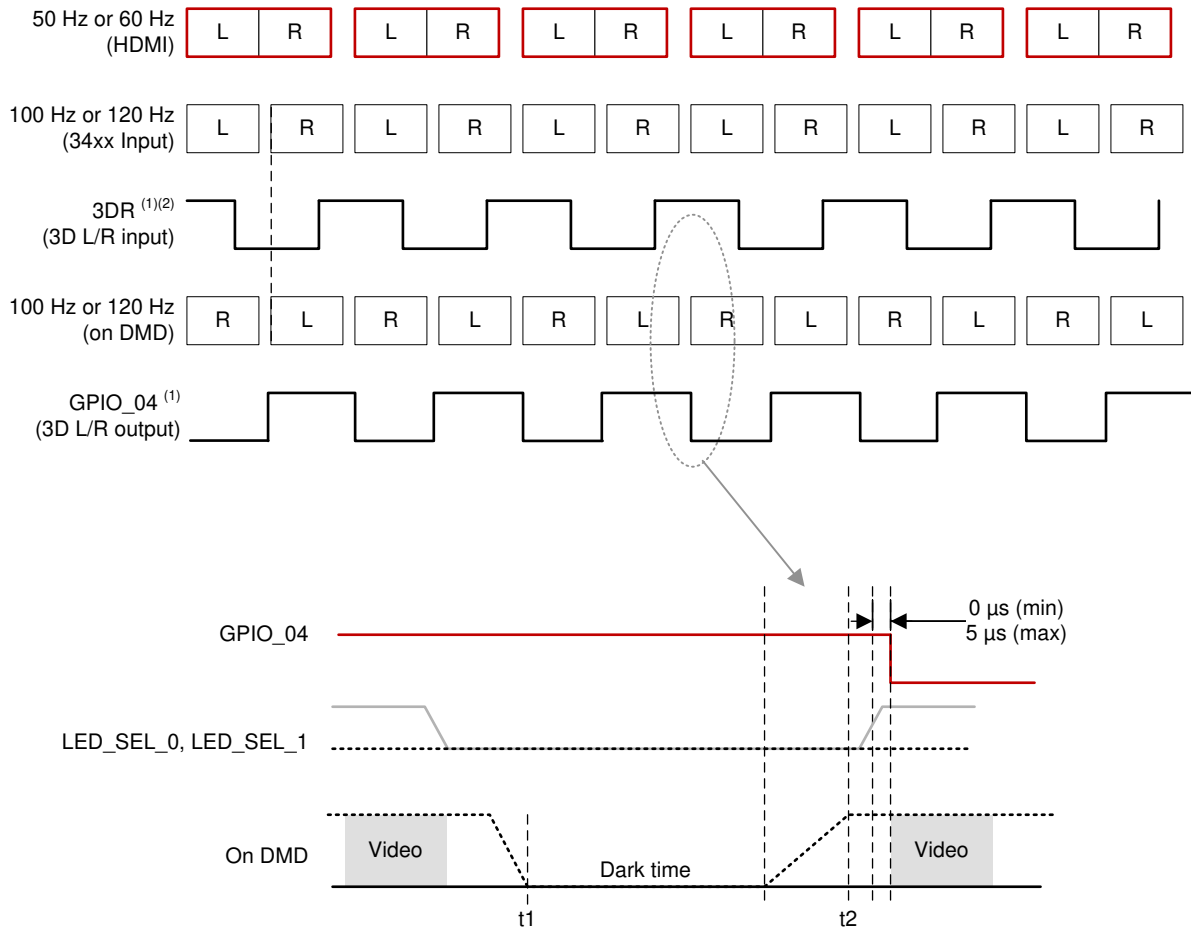 50 Hz or 60 Hz
(HDMI)
L R L R L R L R L R L R
100 Hz or 120 Hz
(34xx Input)
L R L R L R L R L R L R
3DR (1)(2)
(3D L/R input)
100 Hz or 120 Hz
(on DMD)
R L R L R L R L R L R L
GPIO_04 (1)
(3D L/R output)
0 µs (min)
5 µs (max)
GPIO_04
LED_SEL_0, LED_SEL_1
On DMD
Video
Dark time
Video
t1
t2